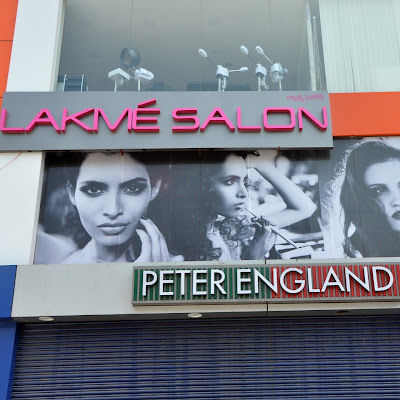 LAKMÉ SALON
PETER ENGLAND